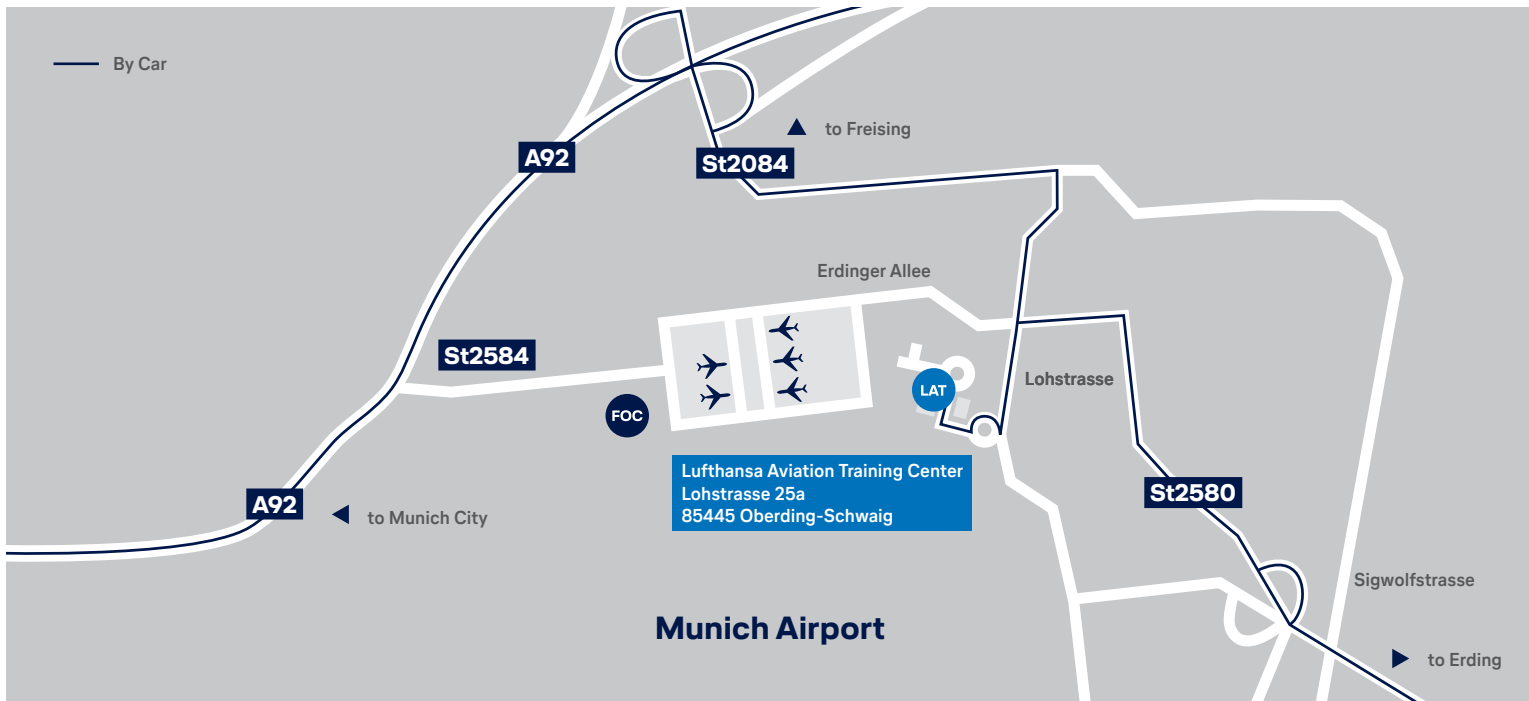 By Car
to Freising
A92
St2084
Erdinger Allee
St2584
Lohstrasse
LAT
FOC
Lufthansa Aviation Training Center
Lohstrasse 25a
85445 Oberding-Schwaig
St2580
A92
to Munich City
Sigwolfstrasse
Munich Airport
to Erding